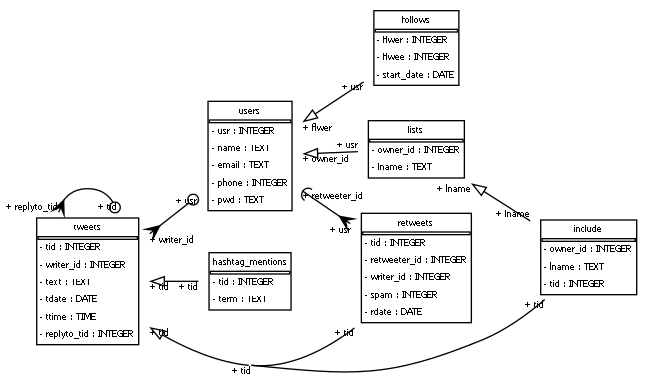 follows
- flwer : INTEGER
- flwee : INTEGER
- start_date : DATE
+ usr
users
- usr : INTEGER
- name : TEXT
- email : TEXT
- phone : INTEGER
- pwd : TEXT
+ flwer
+ usr
+ owner_id
lists
- owner_id : INTEGER
- lname : TEXT
+ lname
+ lname
+ replyto_tid
+ tid
+ usr
+ writer_id
+ retweeter_id
+ usr
tweets
- tid : INTEGER
- writer_id : INTEGER
- text : TEXT
- tdate : DATE
- ttime : TIME
- replyto_tid : INTEGER
+ tid
+ tid
hashtag_mentions
- tid : INTEGER
- term : TEXT
retweets
- tid : INTEGER
- retweeter_id : INTEGER
- writer_id : INTEGER
- spam : INTEGER
- rdate : DATE
include
- owner_id : INTEGER
- lname : TEXT
- tid : INTEGER
+ tid
+ tid
+ tid
+ tid